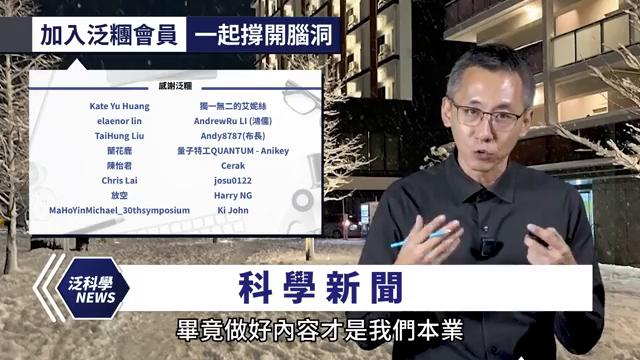 加入泛糰會員 一起撐開腦洞
感謝泛糰
Kate Yu Huang 獨一無二的艾妮絲
elaenor lin AndrewRu LI (鴻儒)
TaiHung Liu Andy8787(布長)
蘭花鹿 量子特工QUANTUM - Anikey
陳怡君 Cerak
Chris Lai josu0122
放空 Harry NG
MaHoYinMichael_30thsymposium Ki John
泛科學
NEWS
科學新聞
畢竟做好內容才是我們本業